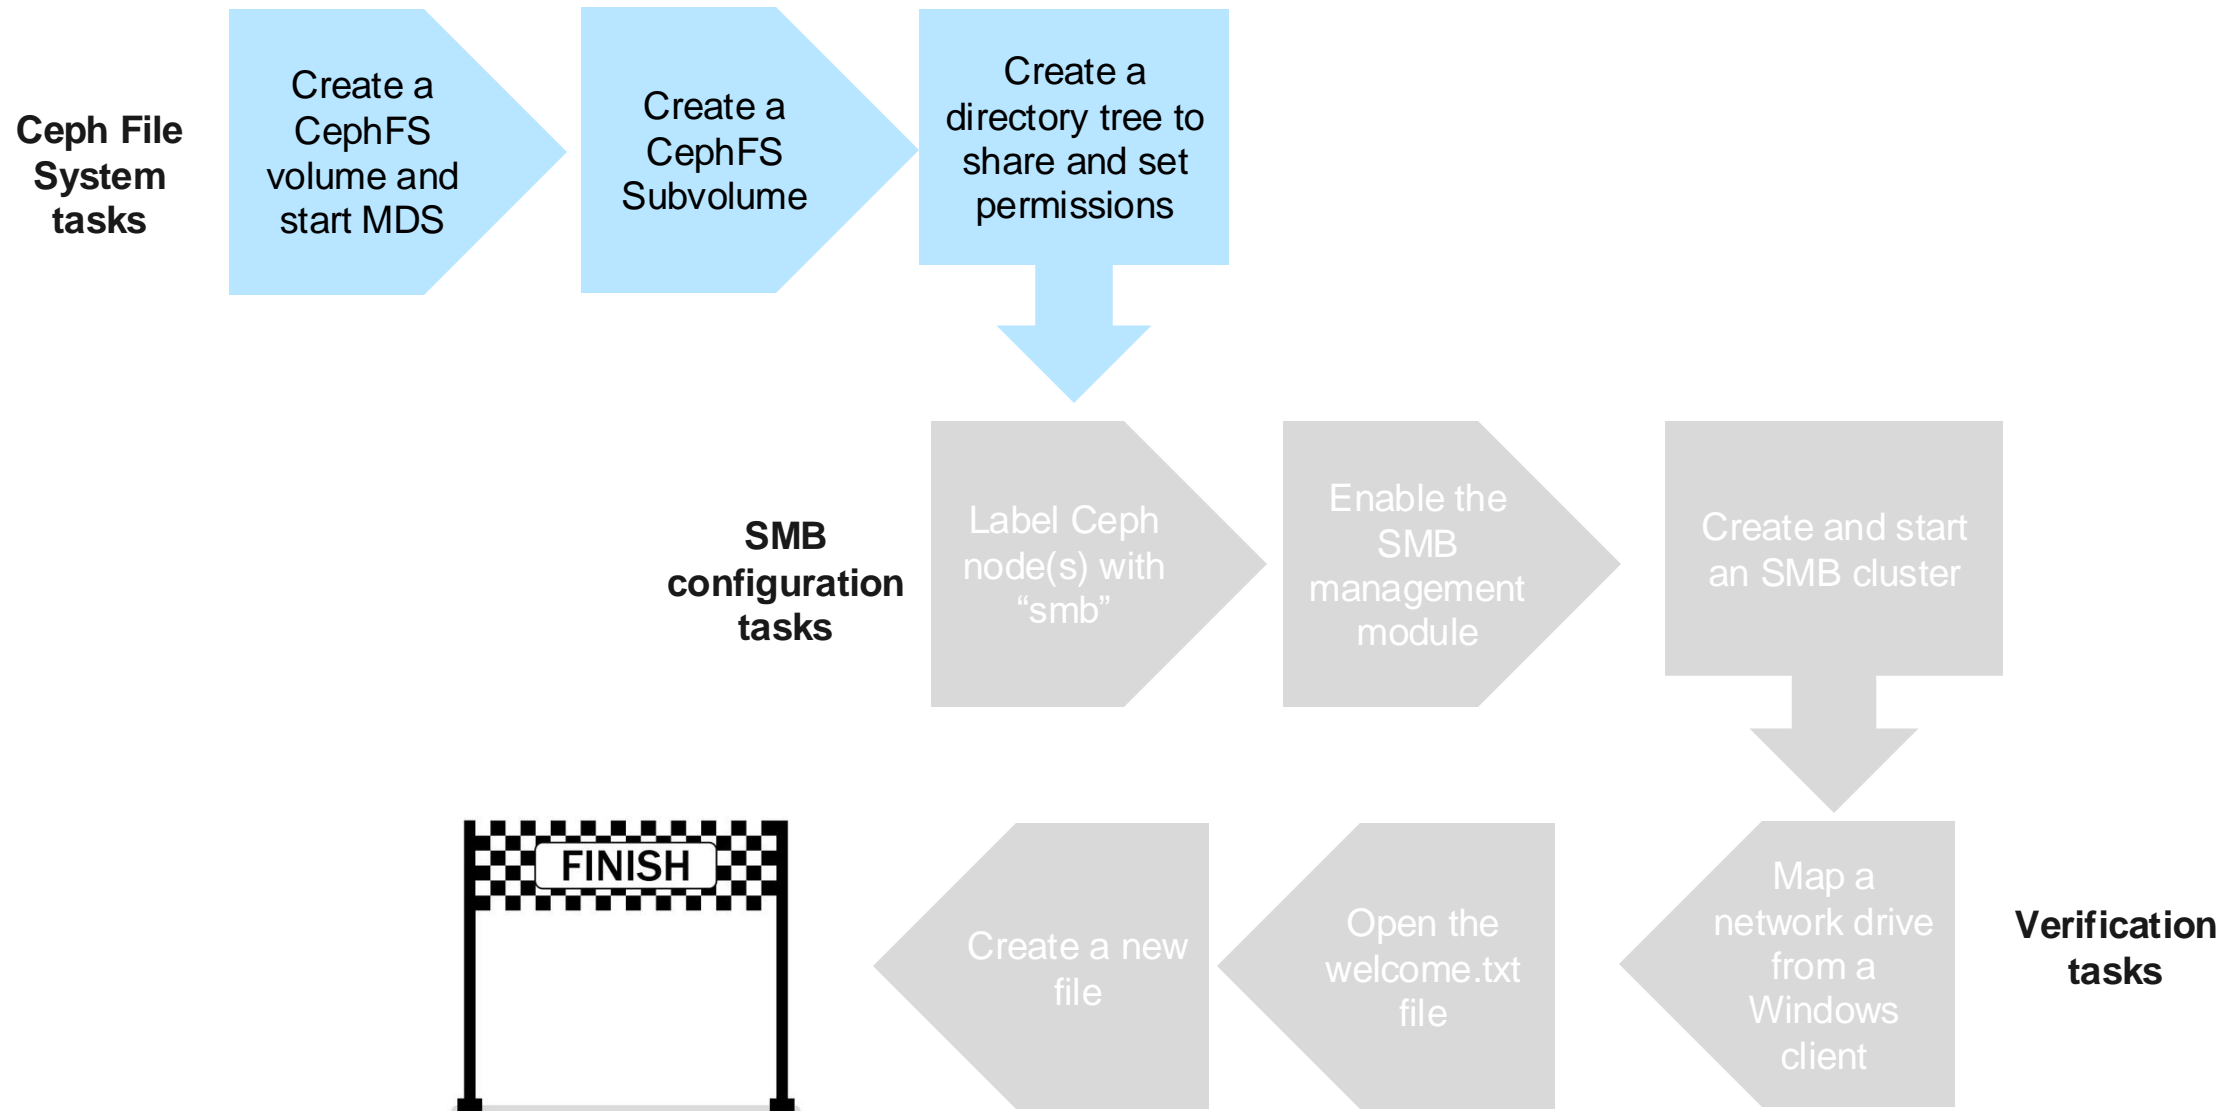 Ceph File
System
tasks
Create a
CephFS
volume and
start MDS
Create a
CephFS
Subvolume
Create a
directory tree to
share and set
permissions
SMB
configuration
tasks
Label Ceph
node(s) with
“smb”
Enable the
SMB
management
module
Create and start
an SMB cluster
Verification
tasks
Map a
network drive
from a
Windows
client
Open the
welcome.txt
file
Create a new
file
FINISH